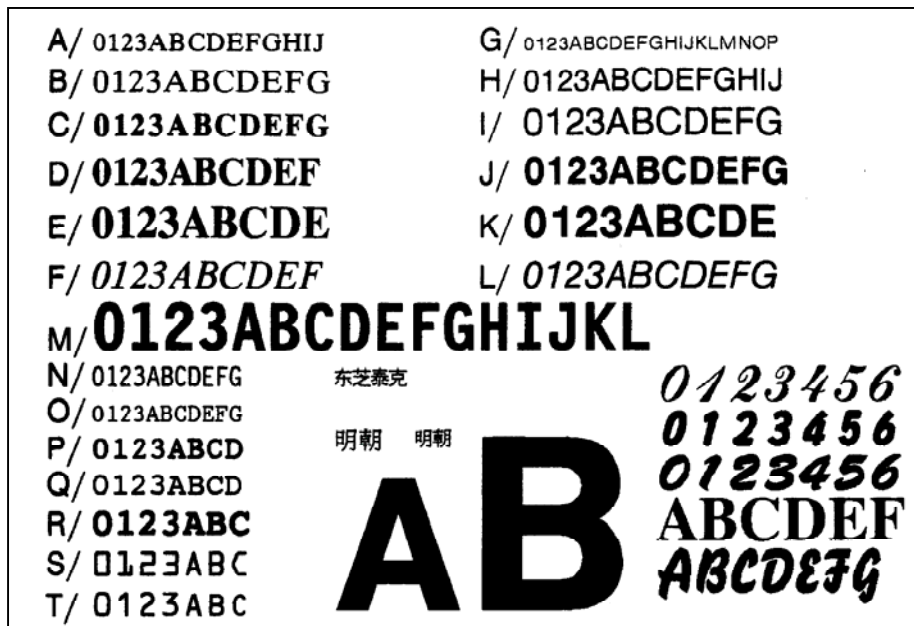 A/ 0123ABCDEFGHIJ
B/ 0123ABCDEFG
C/ 0123ABCDEFG
D/ 0123ABCDEF
E/ 0123ABCDE
F/ 0123ABCDEF
G/ 0123ABCDEFGHIJKLMNOP
H/ 0123ABCDEFGHIJ
I/ 0123ABCDEFG
J/ 0123ABCDEFG
K/ 0123ABCDE
L/ 0123ABCDEFG
M/ 0123ABCDEFGHIJKL
N/ 0123ABCDEFG
O/ 0123ABCDEFG
P/ 0123ABCD
Q/ 0123ABCD
R/ 0123ABC
S/ 0123ABC
T/ 0123ABC
东芝泰克
明朝 明朝
AB
0123456
0123456
0123456
ABCDEF
ABCDEFG